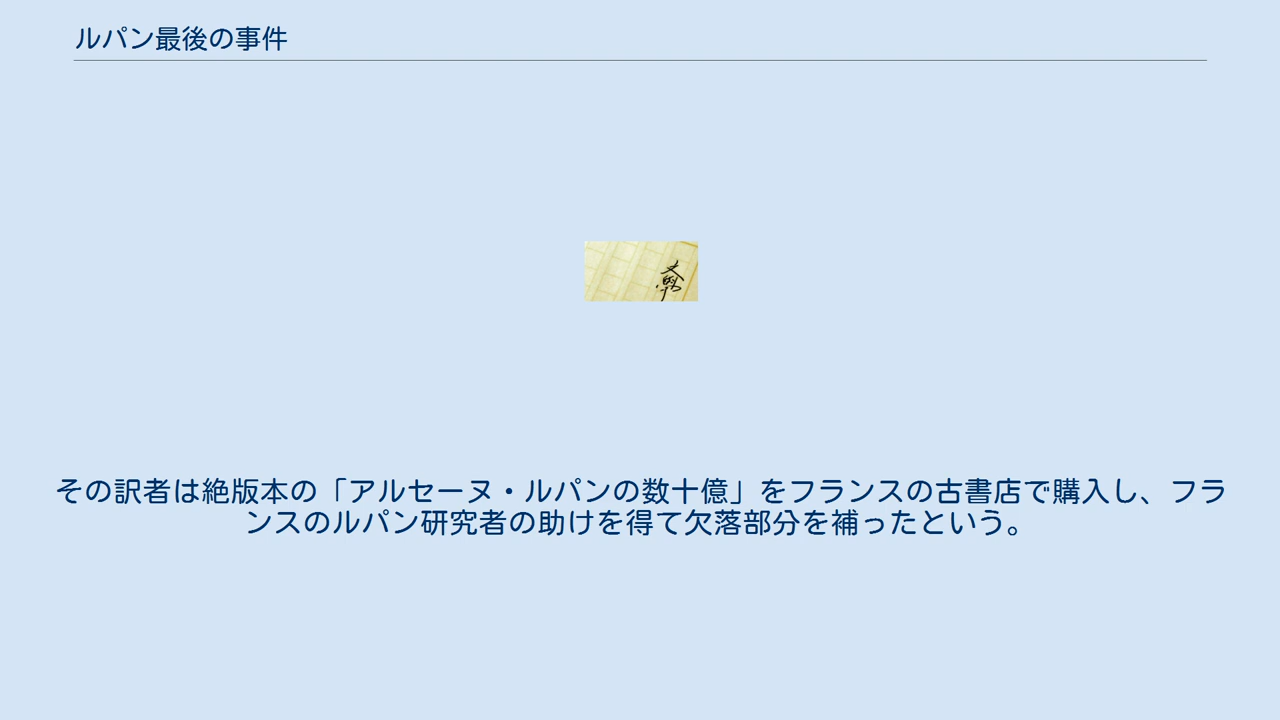 ルパン最後の事件
その訳者は絶版本の「アルセーヌ・ルパンの数十億」をフランスの古書店で購入し、フラ
ンスのルパン研究者の助けを得て欠落部分を補ったという。